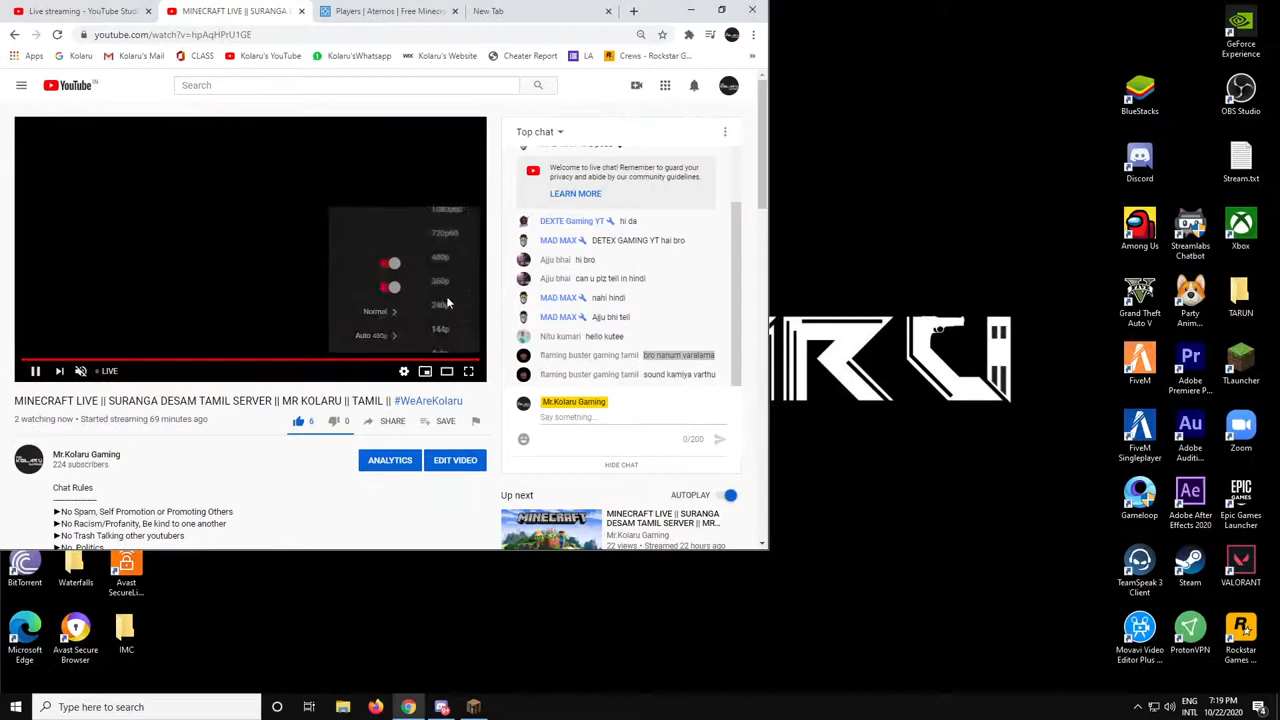 Live streaming - YouTube Stud
MINECRAFT LIVE || SURANGA D
Players | Aternos | Free Minecra
New Tab
youtube.com/watch?v=hpAqHPrU1GE
Apps
Kolaru
Kolaru's Mail
CLASS
Kolaru's YouTube
Kolaru'sWhatsapp
Kolaru's Website
Cheater Report
LA
Crews - Rockstar G...
YouTube IN
Search
Top chat
Welcome to live chat! Remember to guard your
privacy and abide by our community guidelines.
LEARN MORE
DEXTE Gaming YT hi da
MAD MAX DETEX GAMING YT hai bro
Ajju bhai hi bro
Ajju bhai can u plz tell in hindi
MAD MAX nahi hindi
MAD MAX Ajju bhi teli
Nitu kumari hello kutee
flaming buster gaming tamil bro nanum varalama
flaming buster gaming tamil sound kamiya varthu
Mr.Kolaru Gaming
Say something...
0/200
HIDE CHAT
1080p60
720p60
480p
360p
240p
144p
Normal
Auto 480p
LIVE
MINECRAFT LIVE || SURANGA DESAM TAMIL SERVER || MR KOLARU || TAMIL || #WeAreKolaru
2 watching now • Started streaming 69 minutes ago
6
0
SHARE
SAVE
Mr.Kolaru Gaming
224 subscribers
ANALYTICS
EDIT VIDEO
Chat Rules
-------------------
►No Spam, Self Promotion or Promoting Others
►No Racism/Profanity, Be kind to one another
►No Trash Talking other youtubers
►No, Politics
Up next
AUTOPLAY
MINECRAFT
MINECRAFT LIVE || SURANGA
DESAM TAMIL SERVER || MR...
Mr.Kolaru Gaming
22 views • Streamed 22 hours ago
GeForce
Experience
BlueStacks
OBS Studio
Discord
Stream.txt
Among Us
Streamlabs
Chatbot
Xbox
Grand Theft
Auto V
Party
Anim...
TARUN
FiveM
Adobe
Premiere P...
TLauncher
FiveM
Singleplayer
Adobe
Auditi...
Zoom
Gameloop
Adobe After
Effects 2020
Epic Games
Launcher
TeamSpeak 3
Client
Steam
VALORANT
Movavi Video
Editor Plus ...
ProtonVPN
Rockstar
Games ...
BitTorrent
Waterfalls
Avast
SecureLi...
Microsoft
Edge
Avast Secure
Browser
IMC
Type here to search
ENG
INTL
7:19 PM
10/22/2020
4